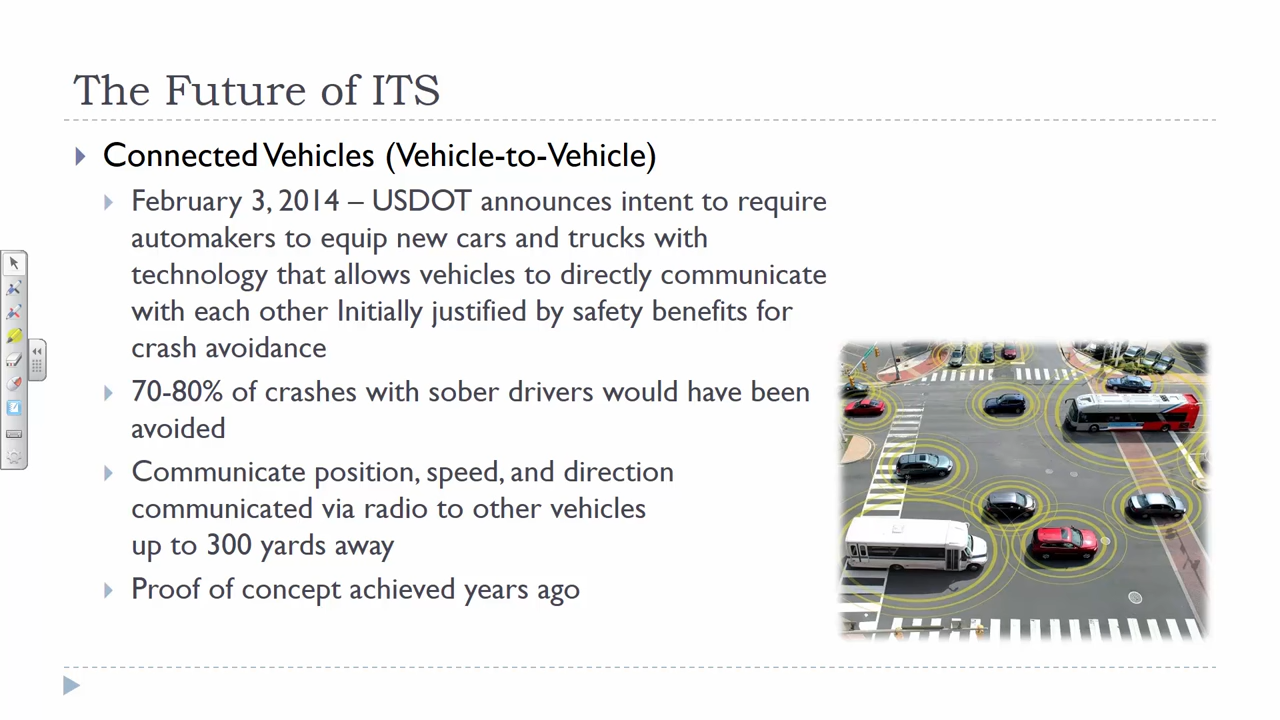 The Future of ITS
Connected Vehicles (Vehicle-to-Vehicle)
February 3, 2014 – USDOT announces intent to require
automakers to equip new cars and trucks with
technology that allows vehicles to directly communicate
with each other Initially justified by safety benefits for
crash avoidance
70-80% of crashes with sober drivers would have been
avoided
Communicate position, speed, and direction
communicated via radio to other vehicles
up to 300 yards away
Proof of concept achieved years ago